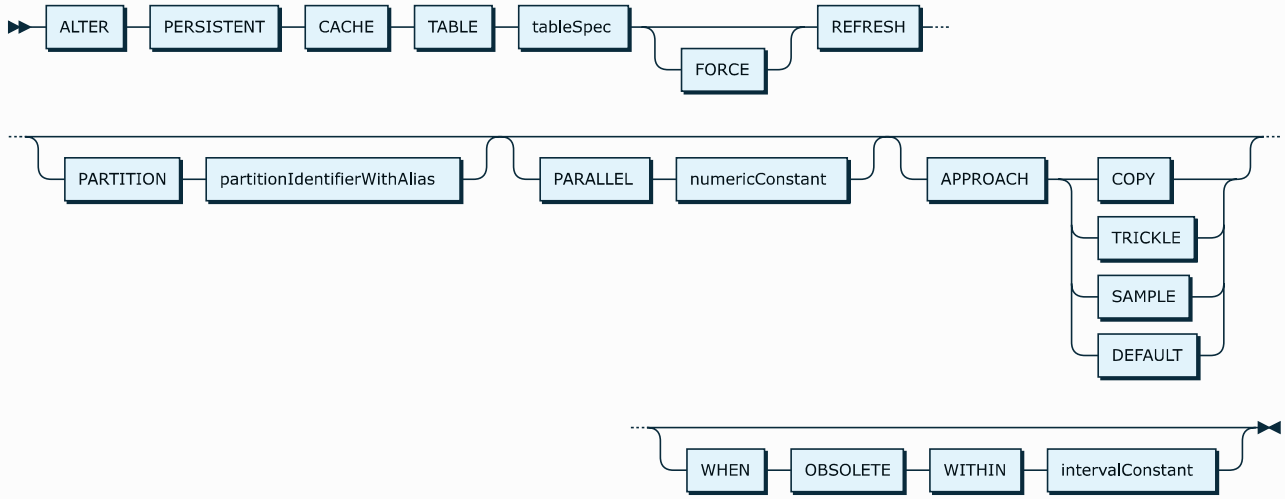 ALTER PERSISTENT CACHE TABLE tableSpec REFRESH
FORCE
PARTITION partitionIdentifierWithAlias PARALLEL numericConstant APPROACH COPY
TRICKLE
SAMPLE
DEFAULT
WHEN OBSOLETE WITHIN intervalConstant